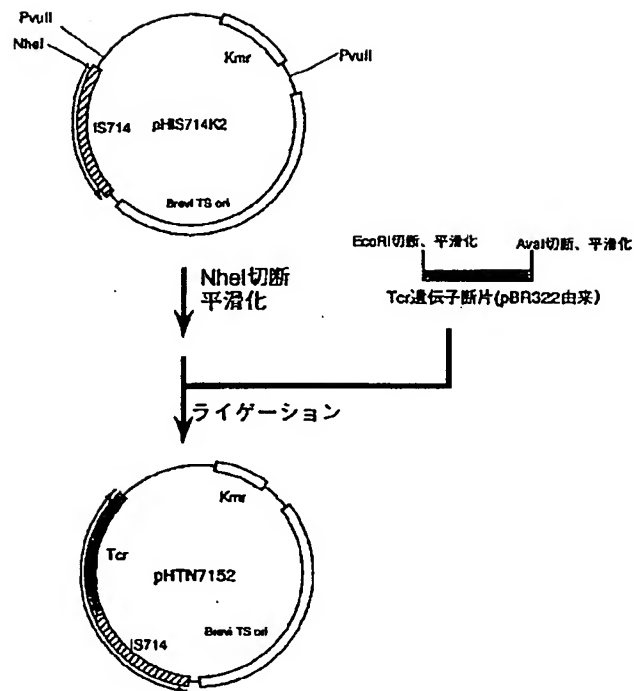 PvuII
NheI
Kmr
PvuII
IS714
pHIS714K2
Brevi TS ori
EcoRI切断、平滑化
AvaI切断、平滑化
NheI切断
平滑化
Tcr遺伝子断片(pBR322由来)
ライゲーション
Kmr
Tcr
pHTN7152
IS714
Brevi TS ori